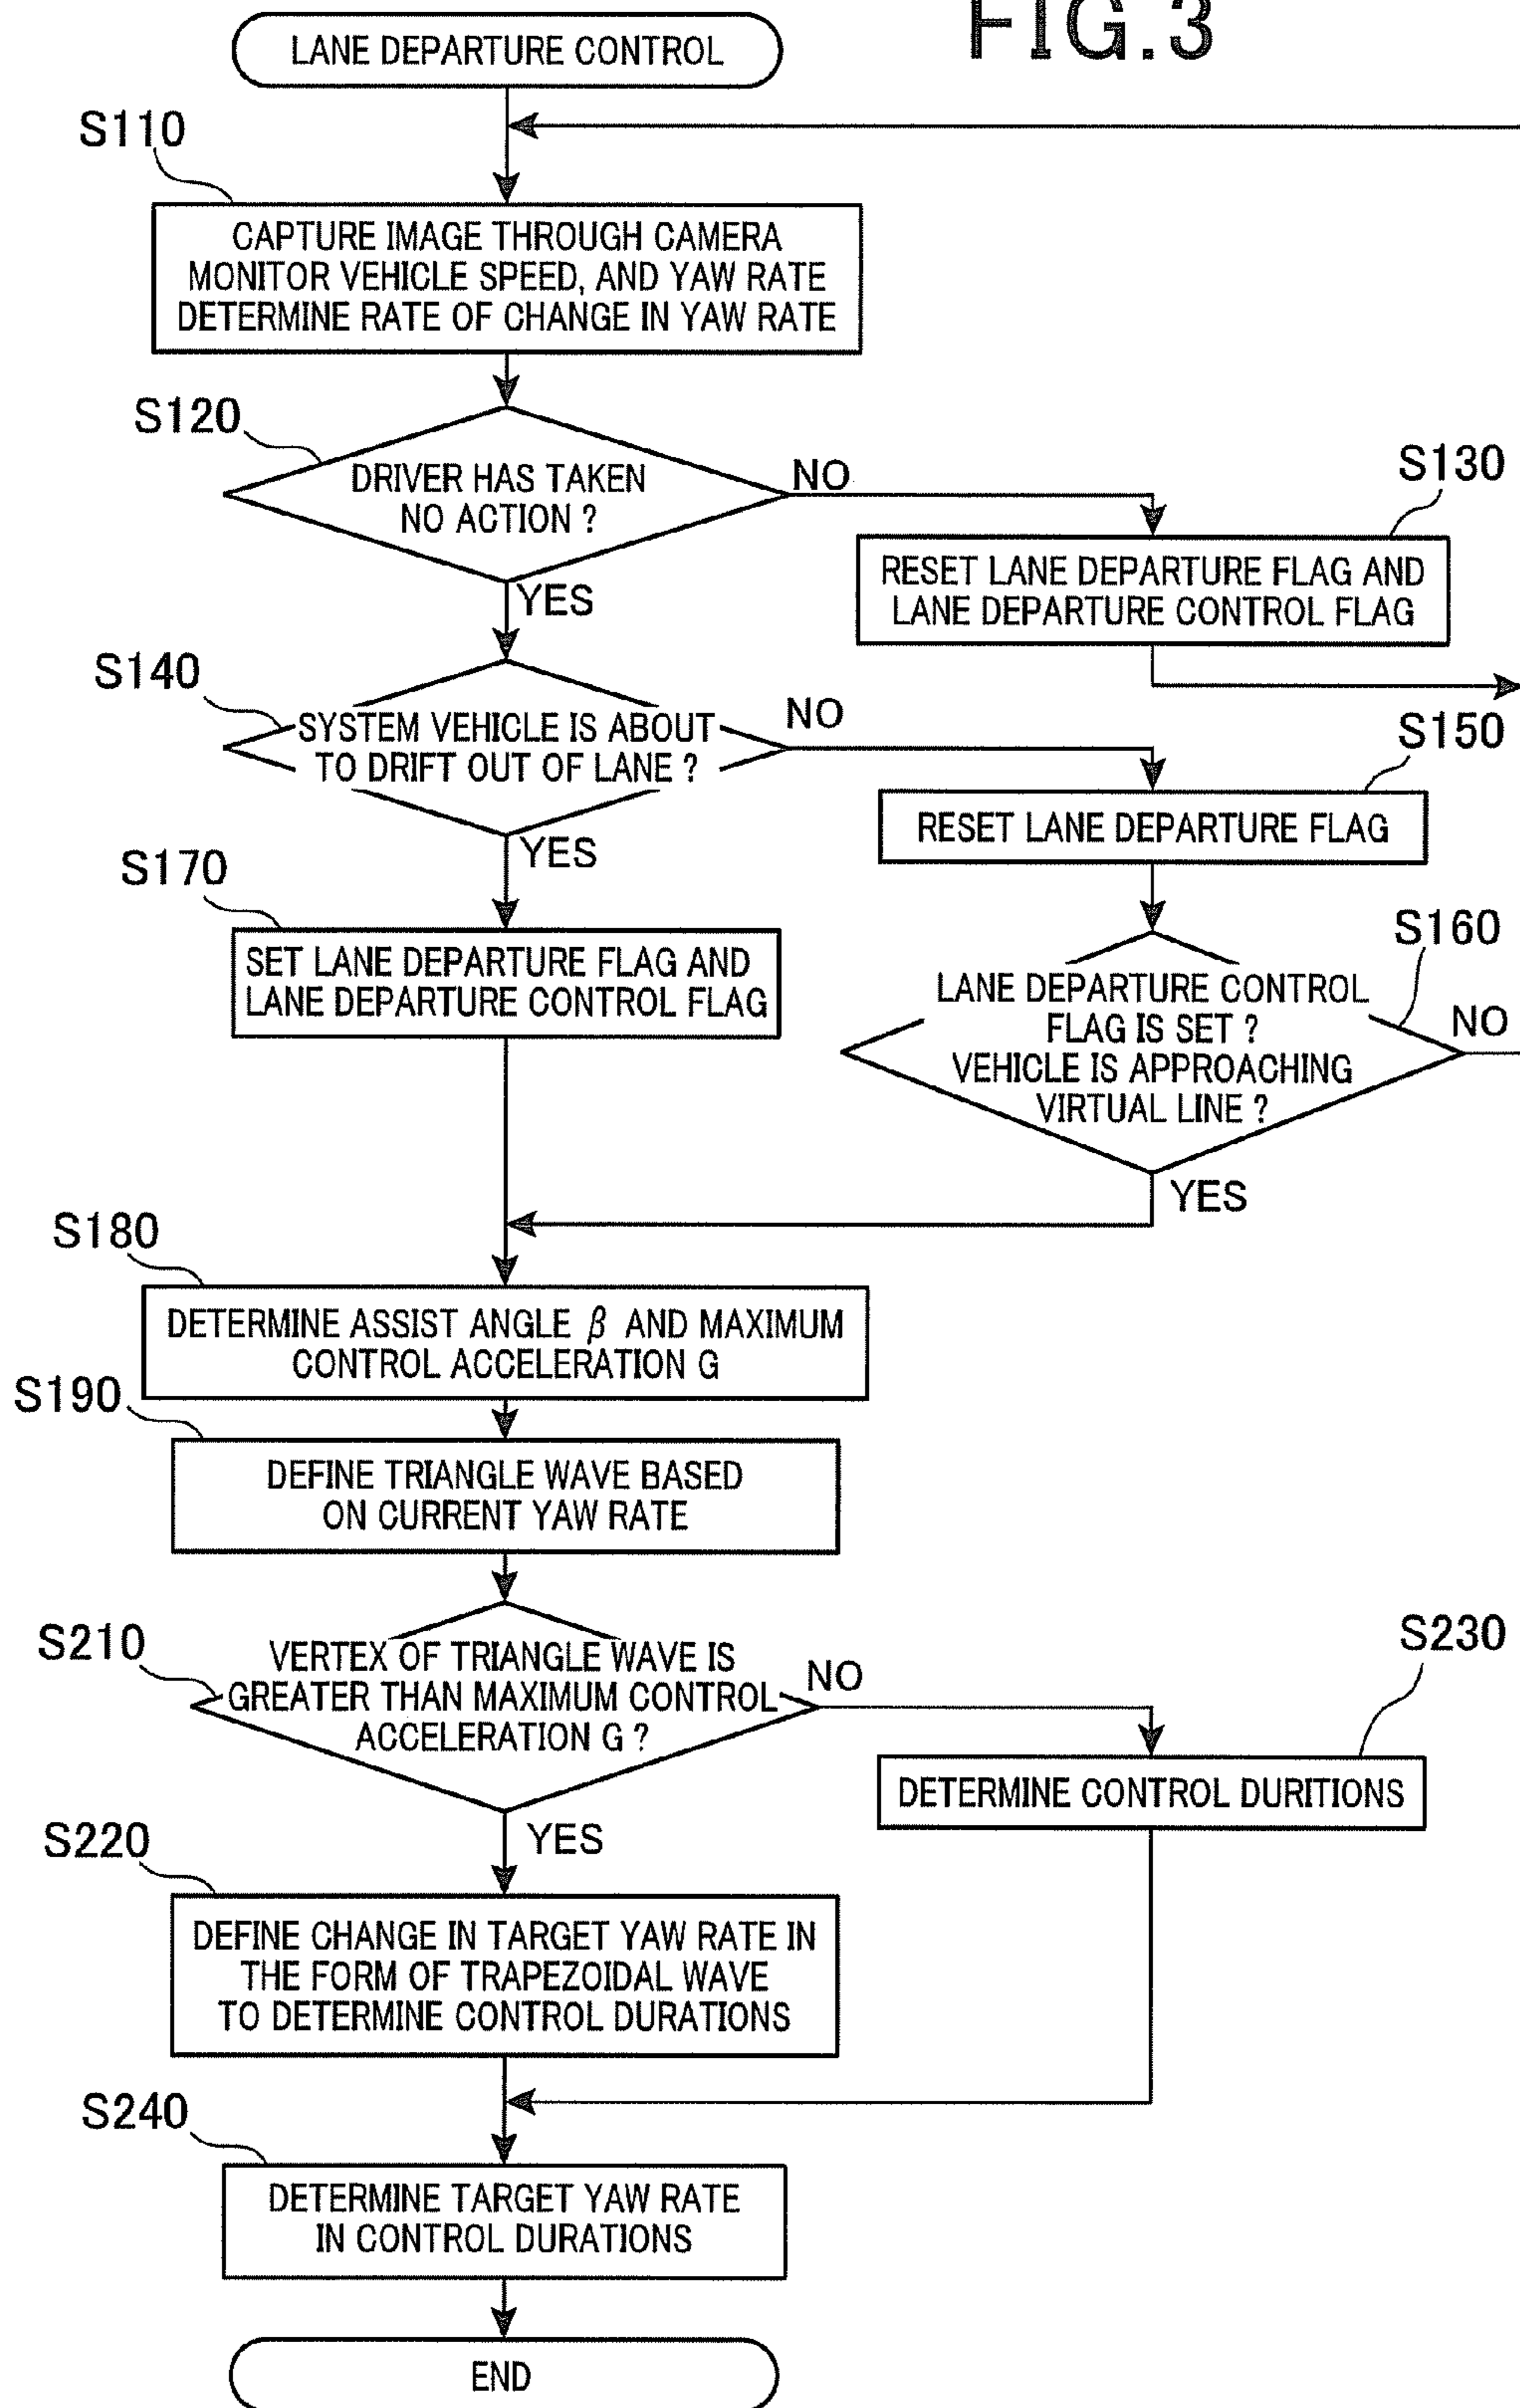 FIG.3
LANE DEPARTURE CONTROL
S110
CAPTURE IMAGE THROUGH CAMERA
MONITOR VEHICLE SPEED, AND YAW RATE
DETERMINE RATE OF CHANGE IN YAW RATE
S120
DRIVER HAS TAKEN
NO ACTION ?
NO
YES
S130
RESET LANE DEPARTURE FLAG AND
LANE DEPARTURE CONTROL FLAG
S140
SYSTEM VEHICLE IS ABOUT
TO DRIFT OUT OF LANE ?
NO
YES
S150
RESET LANE DEPARTURE FLAG
S160
LANE DEPARTURE CONTROL
FLAG IS SET ?
VEHICLE IS APPROACHING
VIRTUAL LINE ?
NO
YES
S170
SET LANE DEPARTURE FLAG AND
LANE DEPARTURE CONTROL FLAG
S180
DETERMINE ASSIST ANGLE β AND MAXIMUM
CONTROL ACCELERATION G
S190
DEFINE TRIANGLE WAVE BASED
ON CURRENT YAW RATE
S210
VERTEX OF TRIANGLE WAVE IS
GREATER THAN MAXIMUM CONTROL
ACCELERATION G ?
NO
YES
S230
DETERMINE CONTROL DURITIONS
S220
DEFINE CHANGE IN TARGET YAW RATE IN
THE FORM OF TRAPEZOIDAL WAVE
TO DETERMINE CONTROL DURATIONS
S240
DETERMINE TARGET YAW RATE
IN CONTROL DURATIONS
END